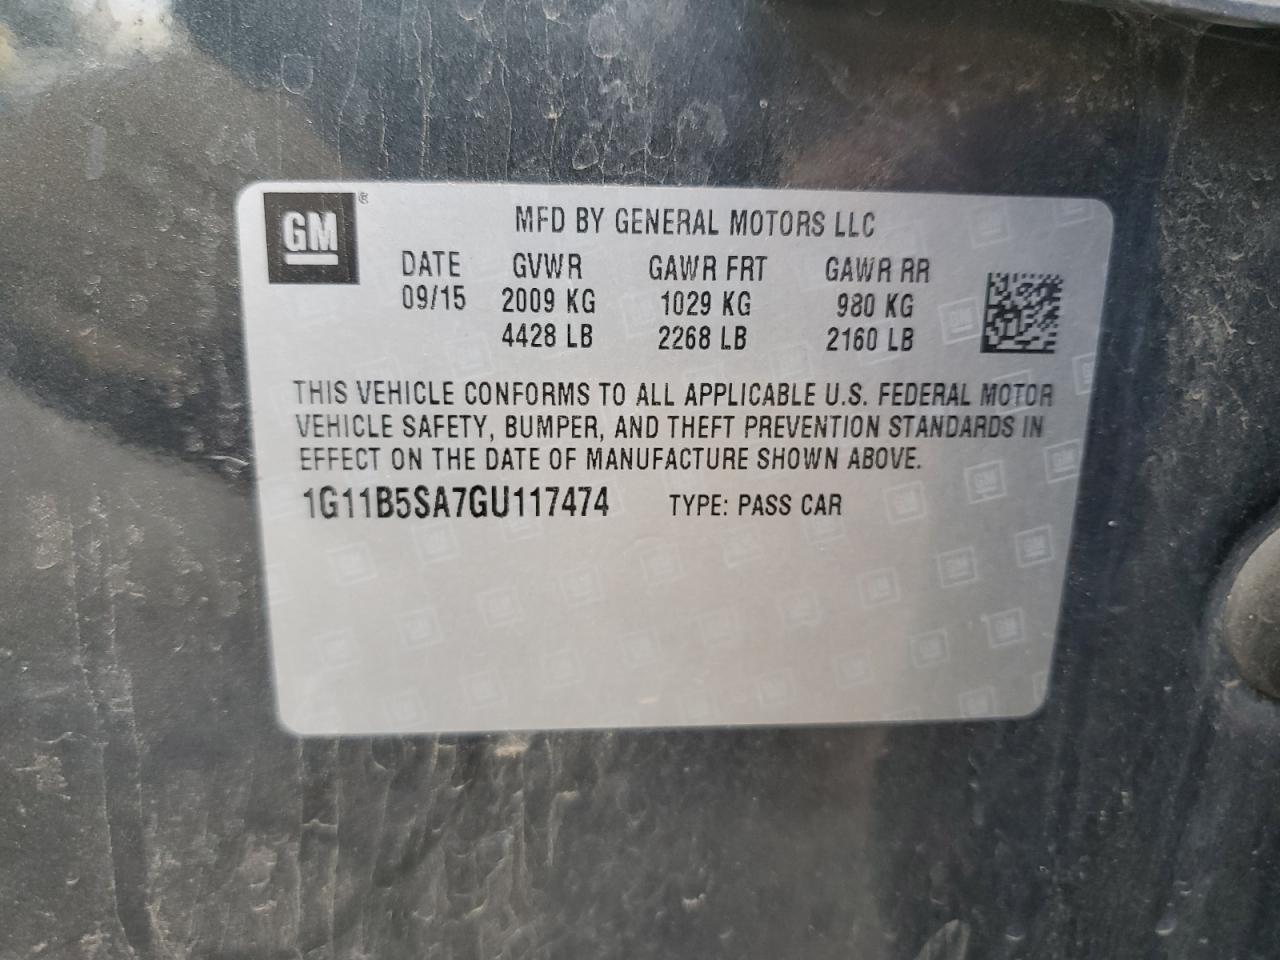 GM®
MFD BY GENERAL MOTORS LLC
DATE GVWR GAWR FRT GAWR RR
09/15 2009 KG 1029 KG 980 KG
4428 LB 2268 LB 2160 LB
THIS VEHICLE CONFORMS TO ALL APPLICABLE U.S. FEDERAL MOTOR
VEHICLE SAFETY, BUMPER, AND THEFT PREVENTION STANDARDS IN
EFFECT ON THE DATE OF MANUFACTURE SHOWN ABOVE.
1G11B5SA7GU117474 TYPE: PASS CAR